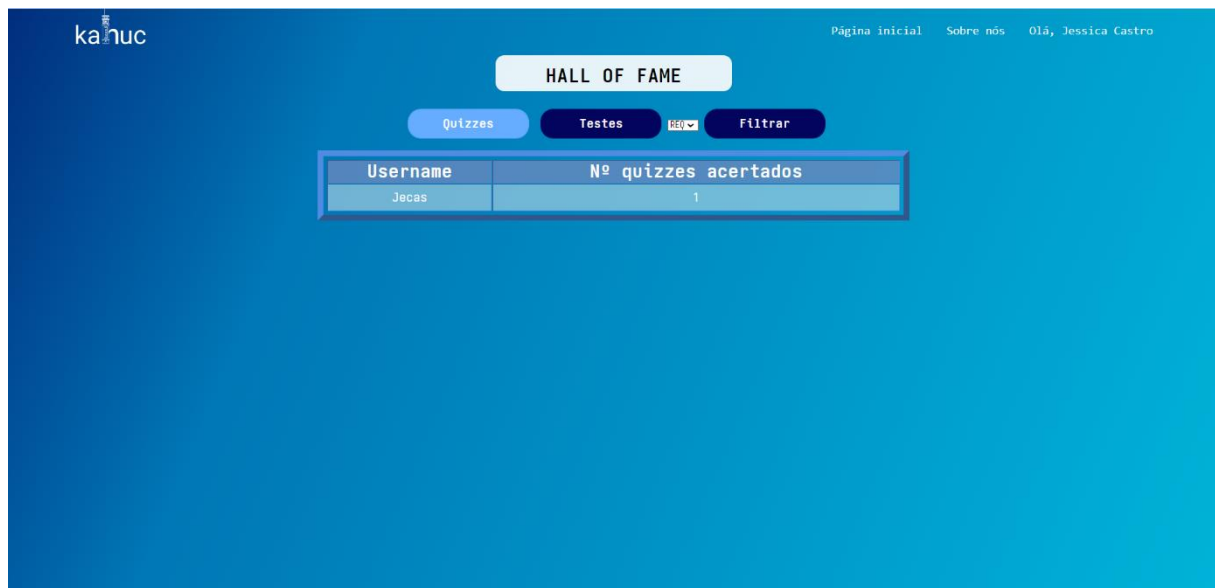 kahuc
Página inicial Sobre nós Olá, Jessica Castro
HALL OF FAME
Quizzes Testes REQ Filtrar
Username Nº quizzes acertados
Jecas 1